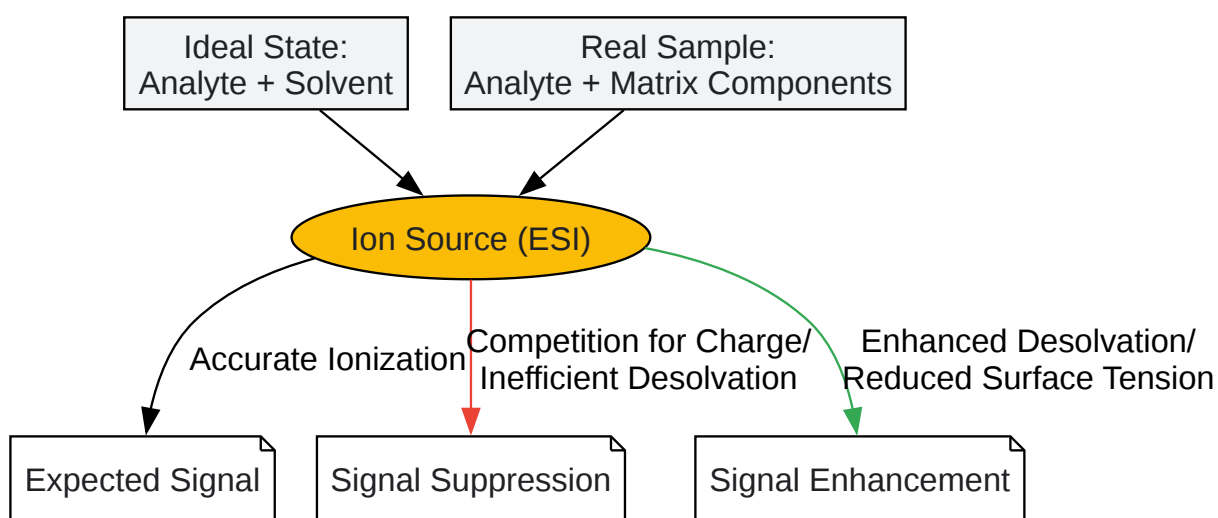 Ideal State:
Analyte + Solvent
Real Sample:
Analyte + Matrix Components
Ion Source (ESI)
Accurate Ionization
Competition for Charge/
Inefficient Desolvation
Enhanced Desolvation/
Reduced Surface Tension
Expected Signal
Signal Suppression
Signal Enhancement